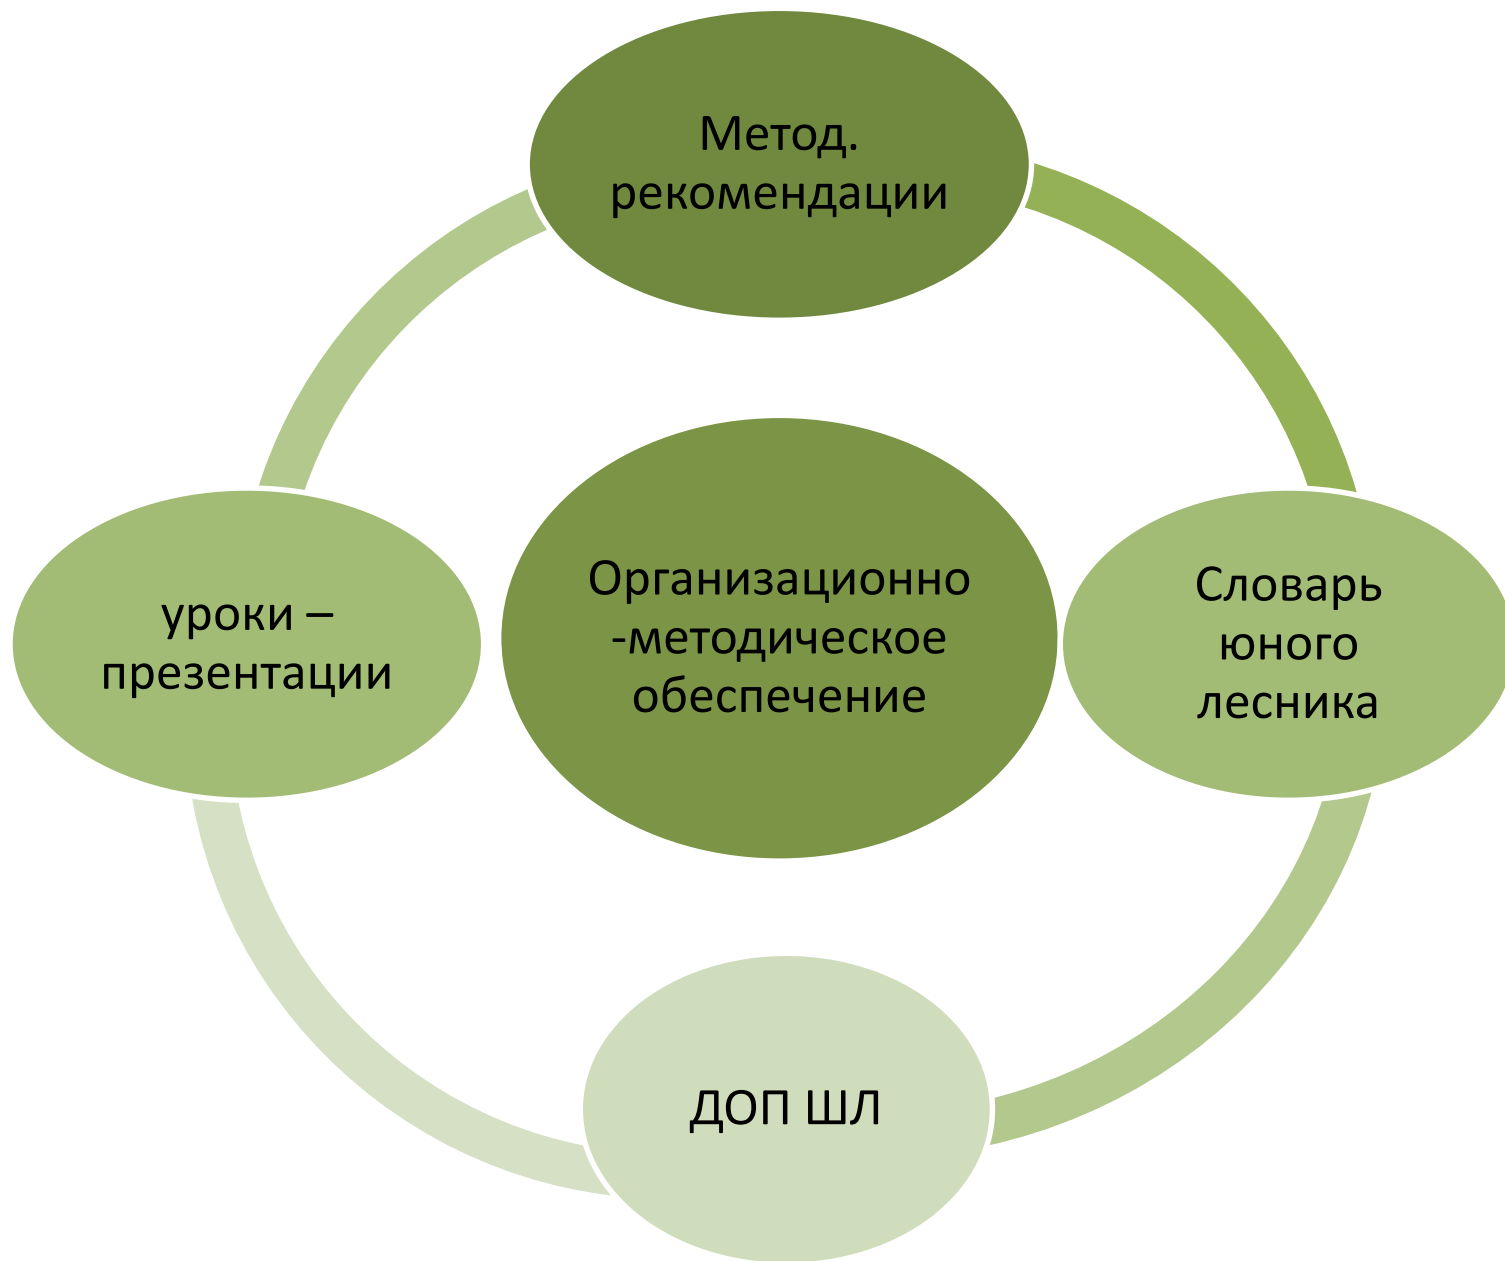 Метод.
рекомендации
Организационно
-методическое
обеспечение
уроки –
презентации
Словарь
юного
лесника
ДОП ШЛ